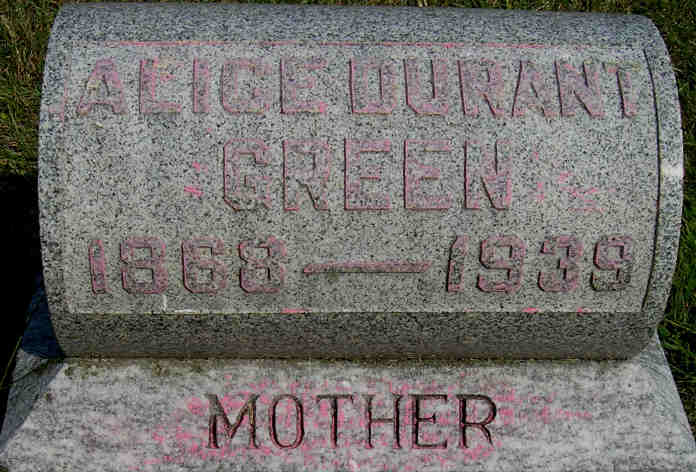 ALICE DURANT
GREEN
1868 — 1939
MOTHER